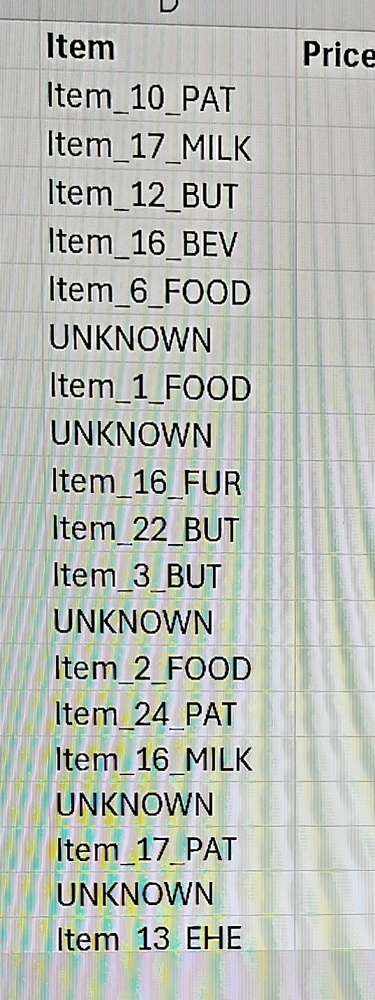 D
Item Price
Item_10_PAT
Item_17_MILK
Item_12_BUT
Item_16_BEV
Item_6_FOOD
UNKNOWN
Item_1_FOOD
UNKNOWN
Item_16_FUR
Item_22_BUT
Item_3_BUT
UNKNOWN
Item_2_FOOD
Item_24_PAT
Item_16_MILK
UNKNOWN
Item_17_PAT
UNKNOWN
Item_13_EHE